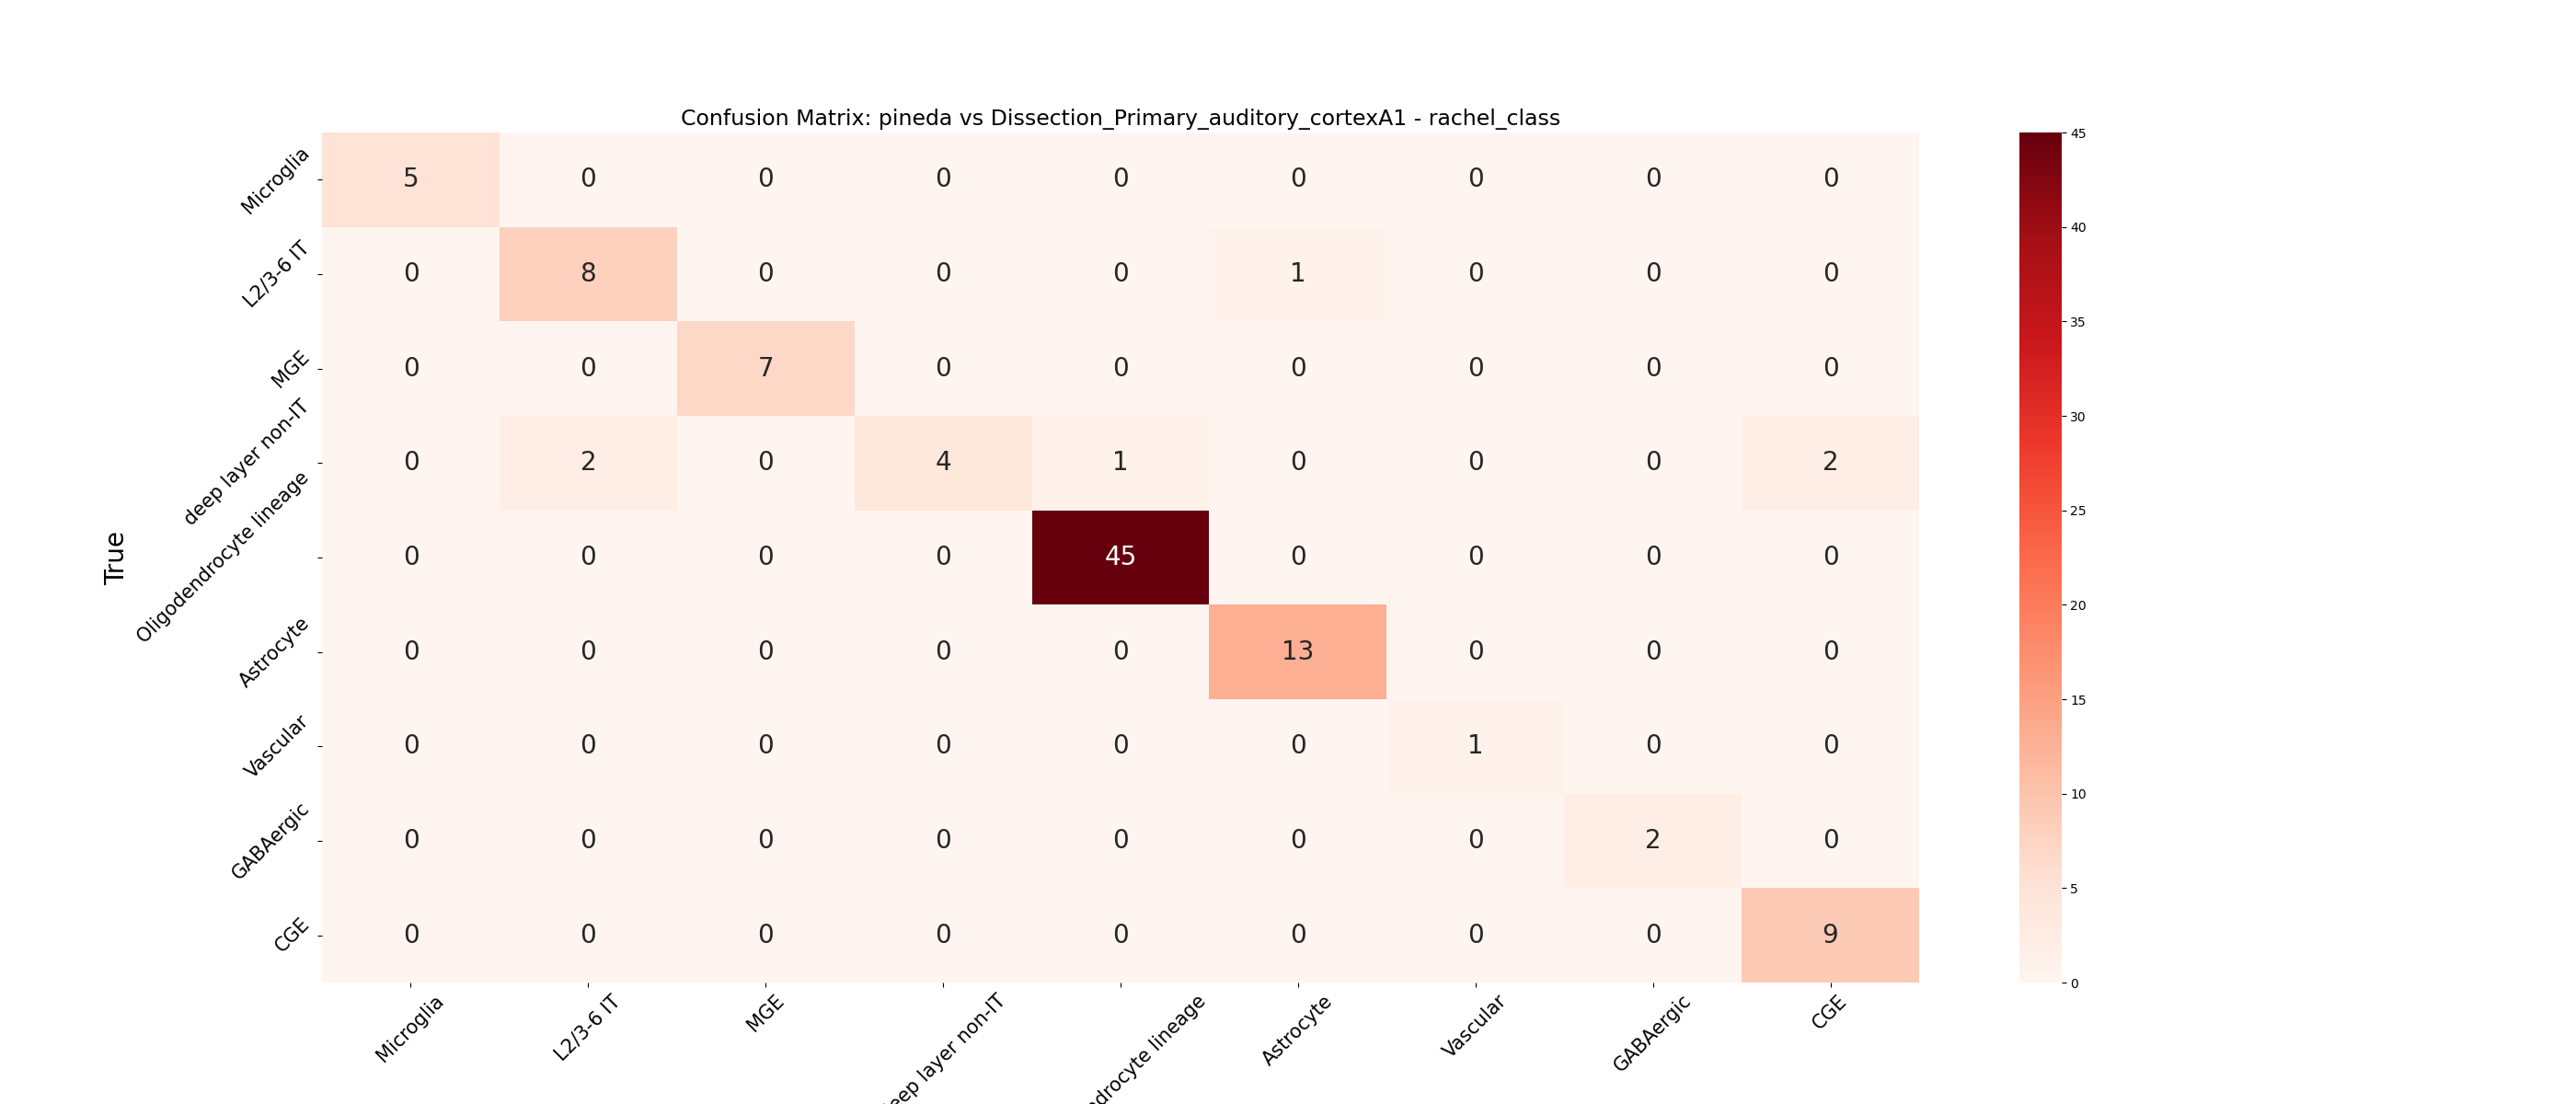 Confusion Matrix: pineda vs Dissection_Primary_auditory_cortexA1 - rachel_class
True
Microglia 5 0 0 0 0 0 0 0 0
L2/3-6 IT 0 8 0 0 0 1 0 0 0
MGE 0 0 7 0 0 0 0 0 0
deep layer non-IT 0 2 0 4 1 0 0 0 2
Oligodendrocyte lineage 0 0 0 0 45 0 0 0 0
Astrocyte 0 0 0 0 0 13 0 0 0
Vascular 0 0 0 0 0 0 1 0 0
GABAergic 0 0 0 0 0 0 0 2 0
CGE 0 0 0 0 0 0 0 0 9
Microglia L2/3-6 IT MGE eep layer non-IT drocyte lineage Astrocyte Vascular GABAergic CGE
45
40
35
30
25
20
15
10
5
0